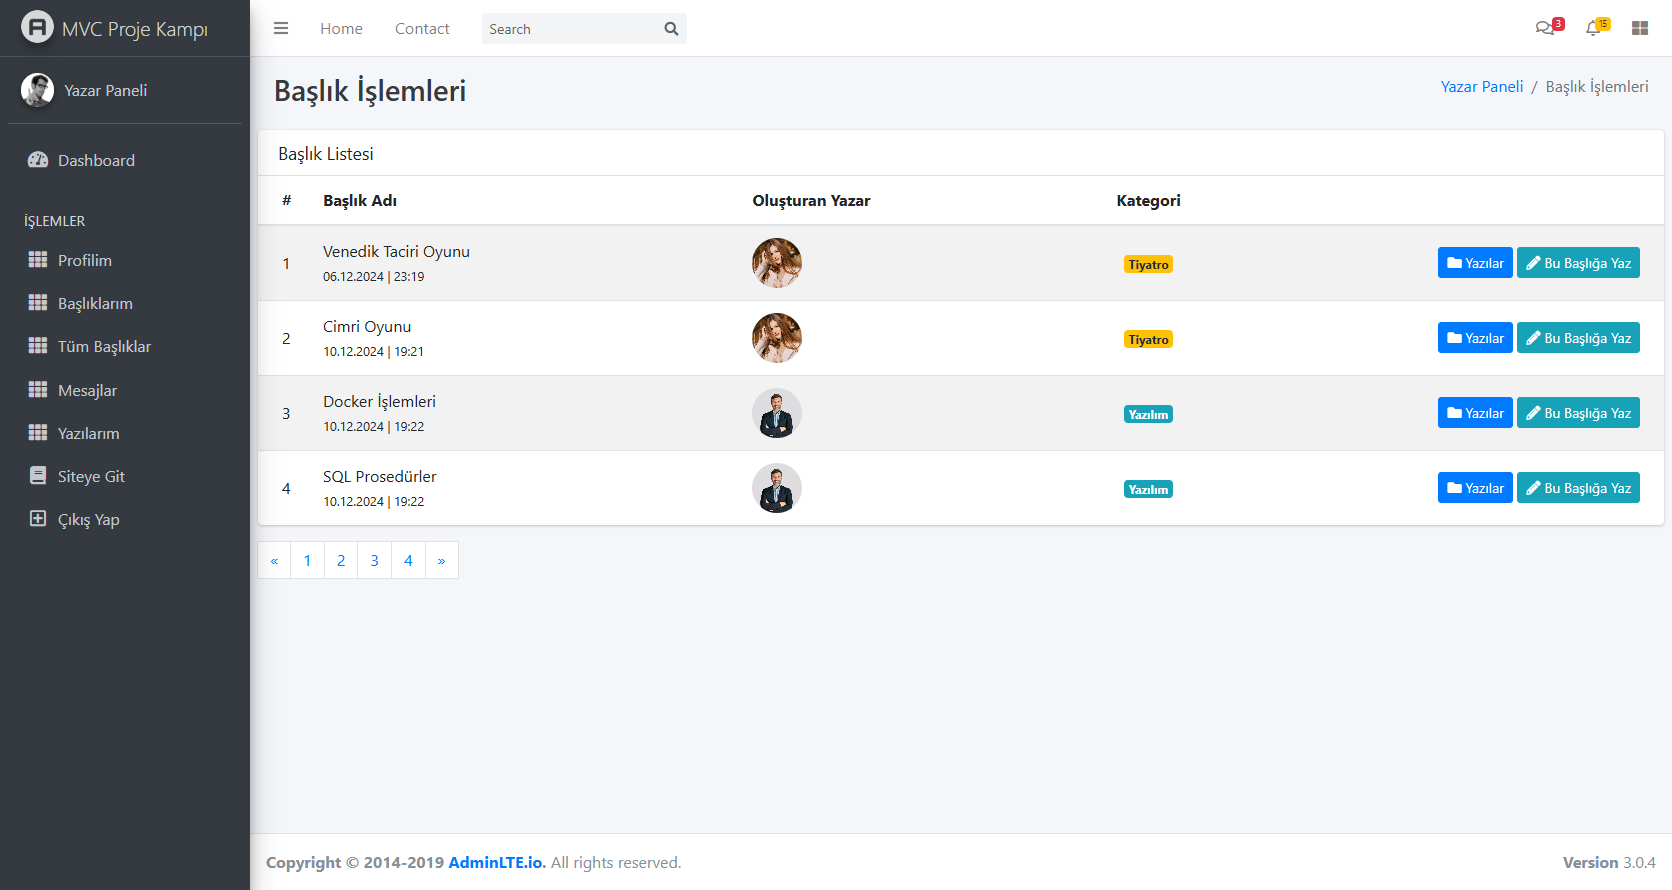 MVC Proje Kampı
Yazar Paneli
Dashboard
İŞLEMLER
Profilim
Başlıklarım
Tüm Başlıklar
Mesajlar
Yazılarım
Siteye Git
Çıkış Yap
Home Contact Search 3 15
Başlık İşlemleri
Yazar Paneli / Başlık İşlemleri
Başlık Listesi
# Başlık Adı Oluşturan Yazar Kategori
1 Venedik Taciri Oyunu
06.12.2024 | 23:19
Tiyatro Yazılar Bu Başlığa Yaz
2 Cimri Oyunu
10.12.2024 | 19:21
Tiyatro Yazılar Bu Başlığa Yaz
3 Docker İşlemleri
10.12.2024 | 19:22
Yazılım Yazılar Bu Başlığa Yaz
4 SQL Prosedürler
10.12.2024 | 19:22
Yazılım Yazılar Bu Başlığa Yaz
« 1 2 3 4 »
Copyright © 2014-2019 AdminLTE.io. All rights reserved.
Version 3.0.4